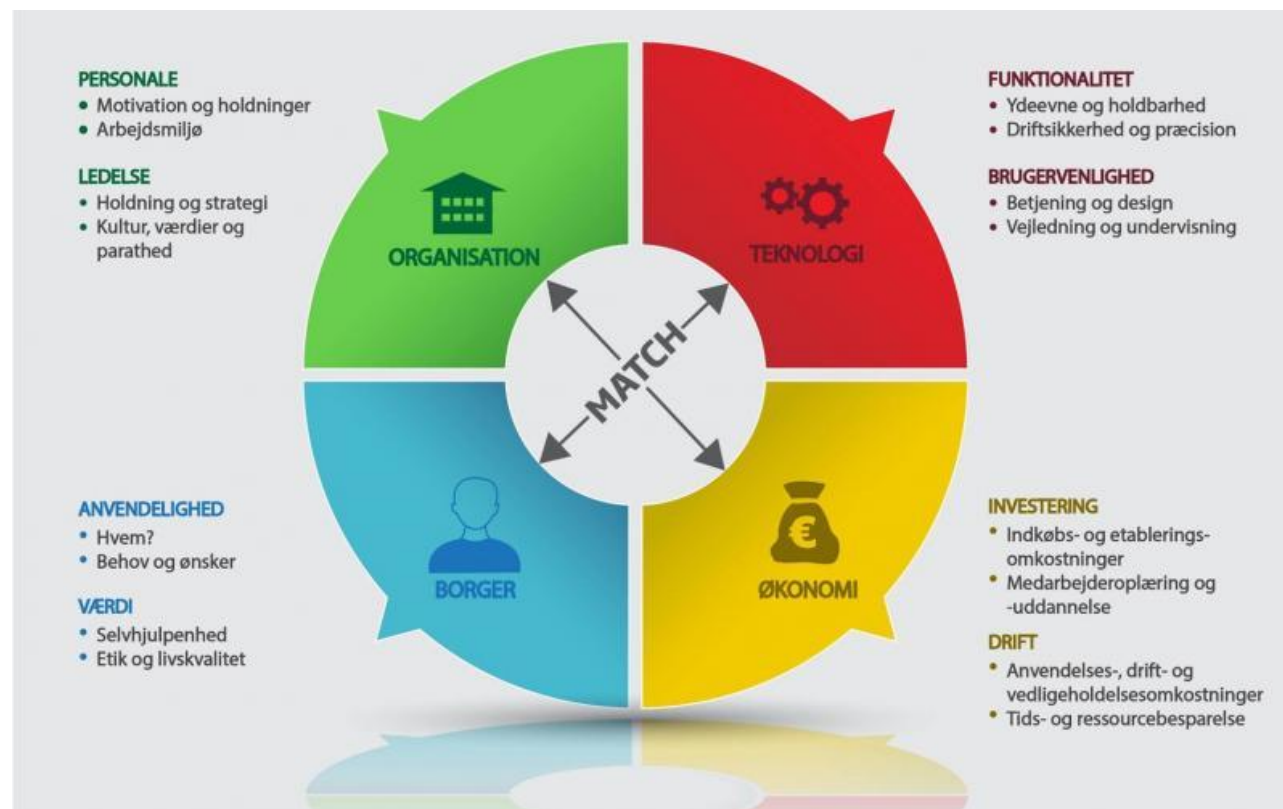 PERSONALE
• Motivation og holdninger
• Arbejdsmiljø
LEDELSE
• Holdning og strategi
• Kultur, værdier og
parathed
ORGANISATION
FUNKTIONALITET
• Ydeevne og holdbarhed
• Driftsikkerhed og præcision
BRUGERVENLIGHED
• Betjening og design
• Vejledning og undervisning
TEKNOLOGI
MATCH
ANVENDELIGHED
• Hvem?
• Behov og ønsker
VÆRDI
• Selvhjulpenhed
• Etik og livskvalitet
BORGER
€
ØKONOMI
INVESTERING
• Indkøbs- og etablerings-
omkostninger
• Medarbejderoplæring og
-uddannelse
DRIFT
• Anvendelses-, drift- og
vedligeholdelsesomkostninger
• Tids- og ressourcebesparelse